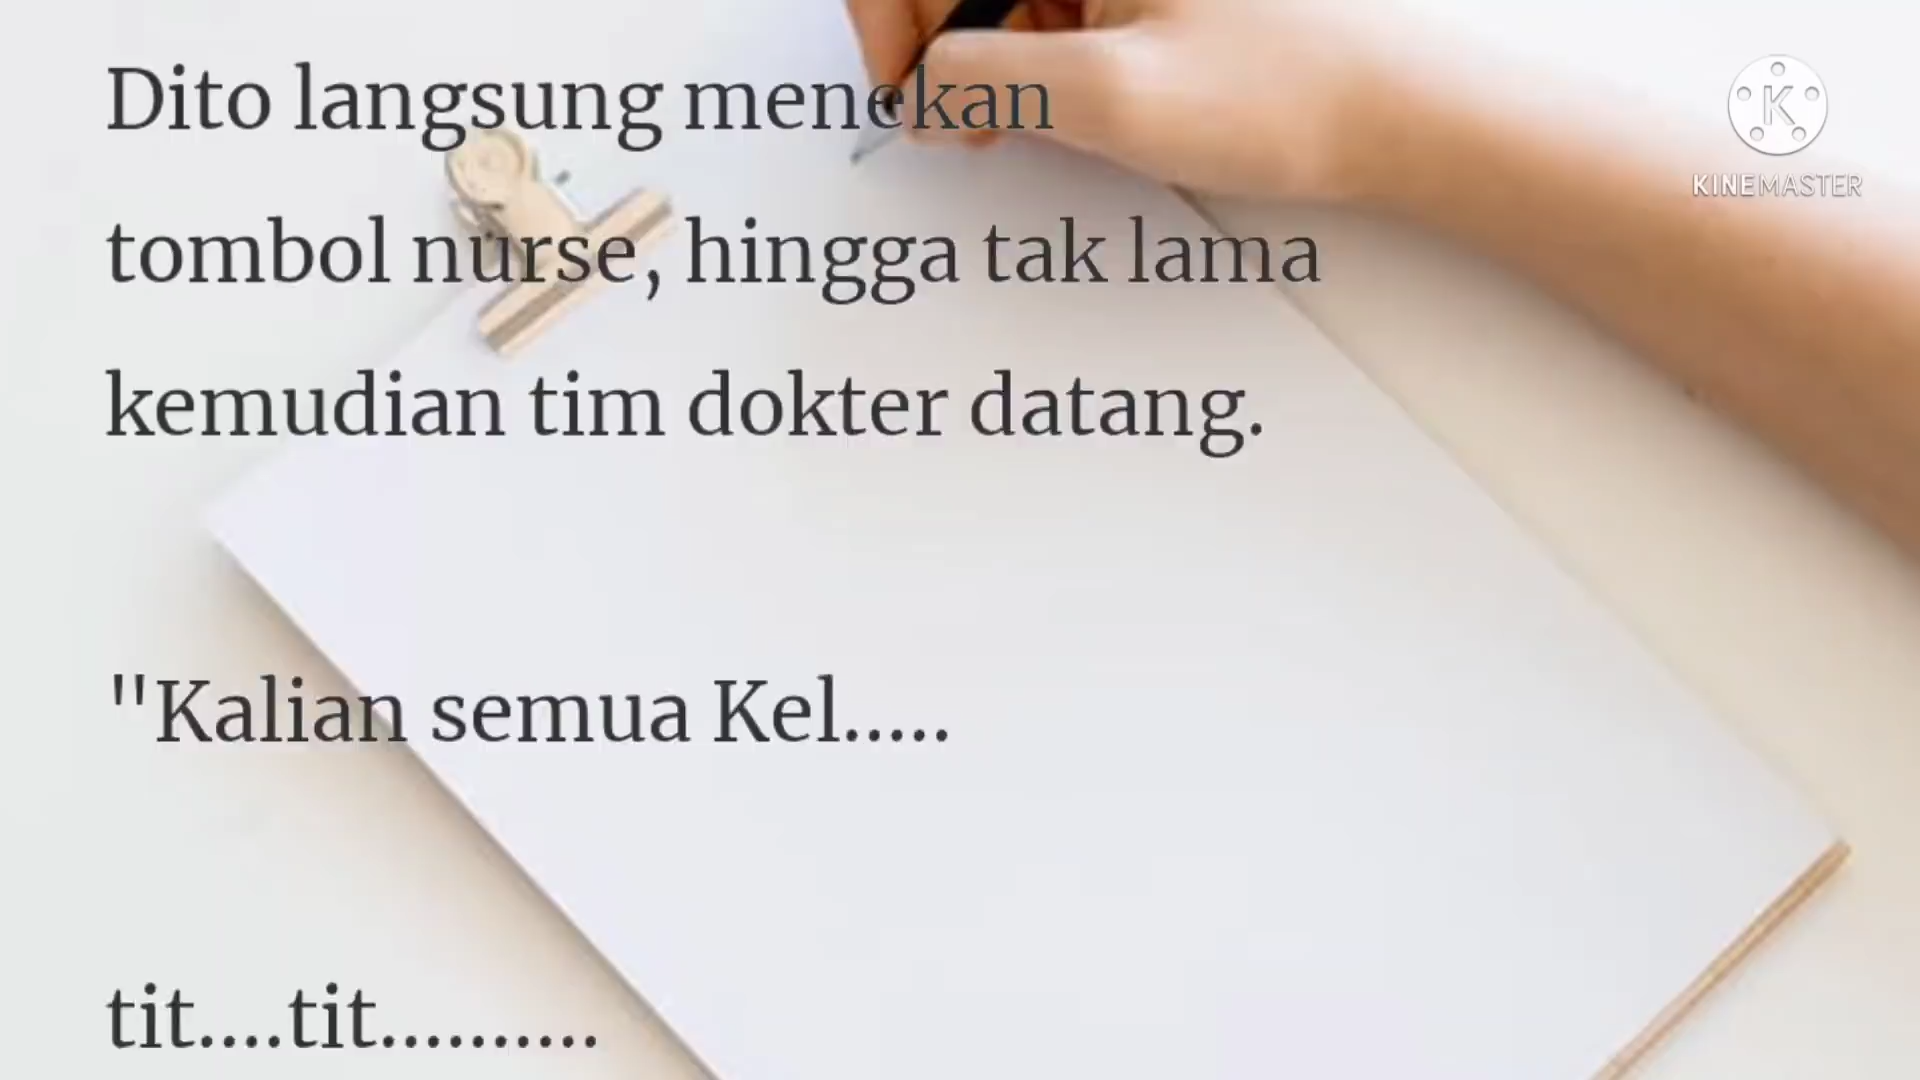 Dito langsung menekan
tombol nurse, hingga tak lama
kemudian tim dokter datang.
"Kalian semua Kel.....
tit....tit..........
KINEMASTER